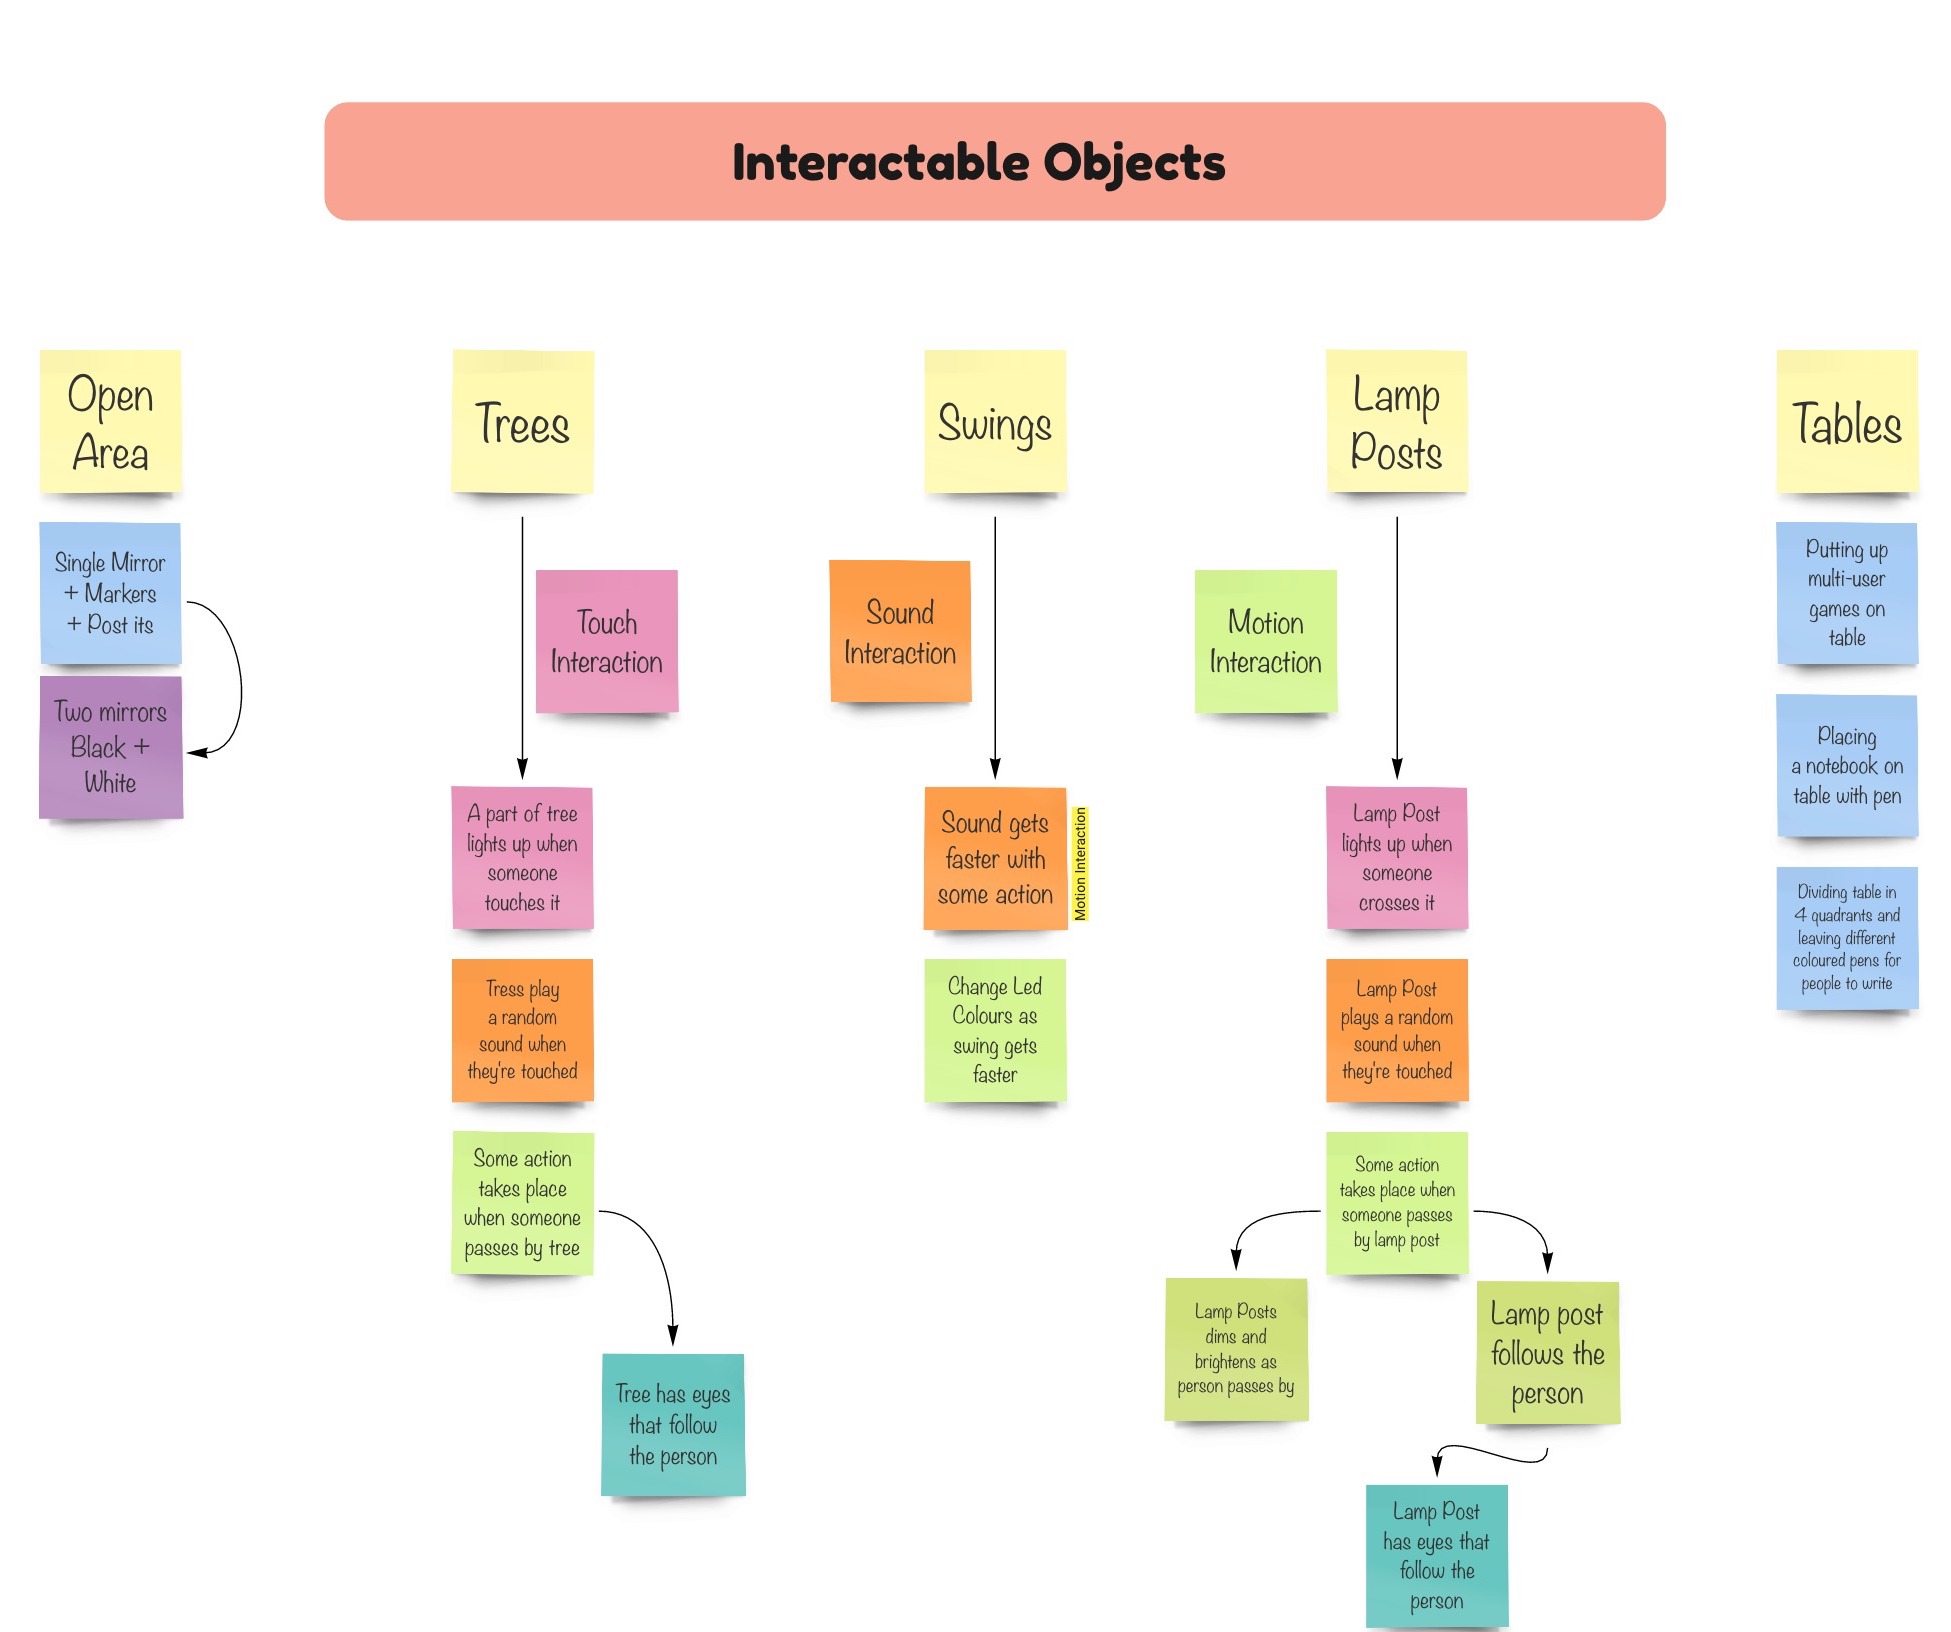 Interactable Objects
Open
Area
Single Mirror
+ Markers
+ Post its
Two mirrors
Black +
White
Trees
Touch
Interaction
A part of tree
lights up when
someone
touches it
Tress play
a random
sound when
they're touched
Some action
takes place
when someone
passes by tree
Tree has eyes
that follow
the person
Swings
Sound
Interaction
Sound gets
faster with
some action
Motion Interaction
Change Led
Colours as
swing gets
faster
Lamp
Posts
Motion
Interaction
Lamp Post
lights up when
someone
crosses it
Lamp Post
plays a random
sound when
they're touched
Some action
takes place when
someone passes
by lamp post
Lamp Posts
dims and
brightens as
person passes by
Lamp post
follows the
person
Lamp Post
has eyes that
follow the
person
Tables
Putting up
multi-user
games on
table
Placing
a notebook on
table with pen
Dividing table in
4 quadrants and
leaving different
coloured pens for
people to write